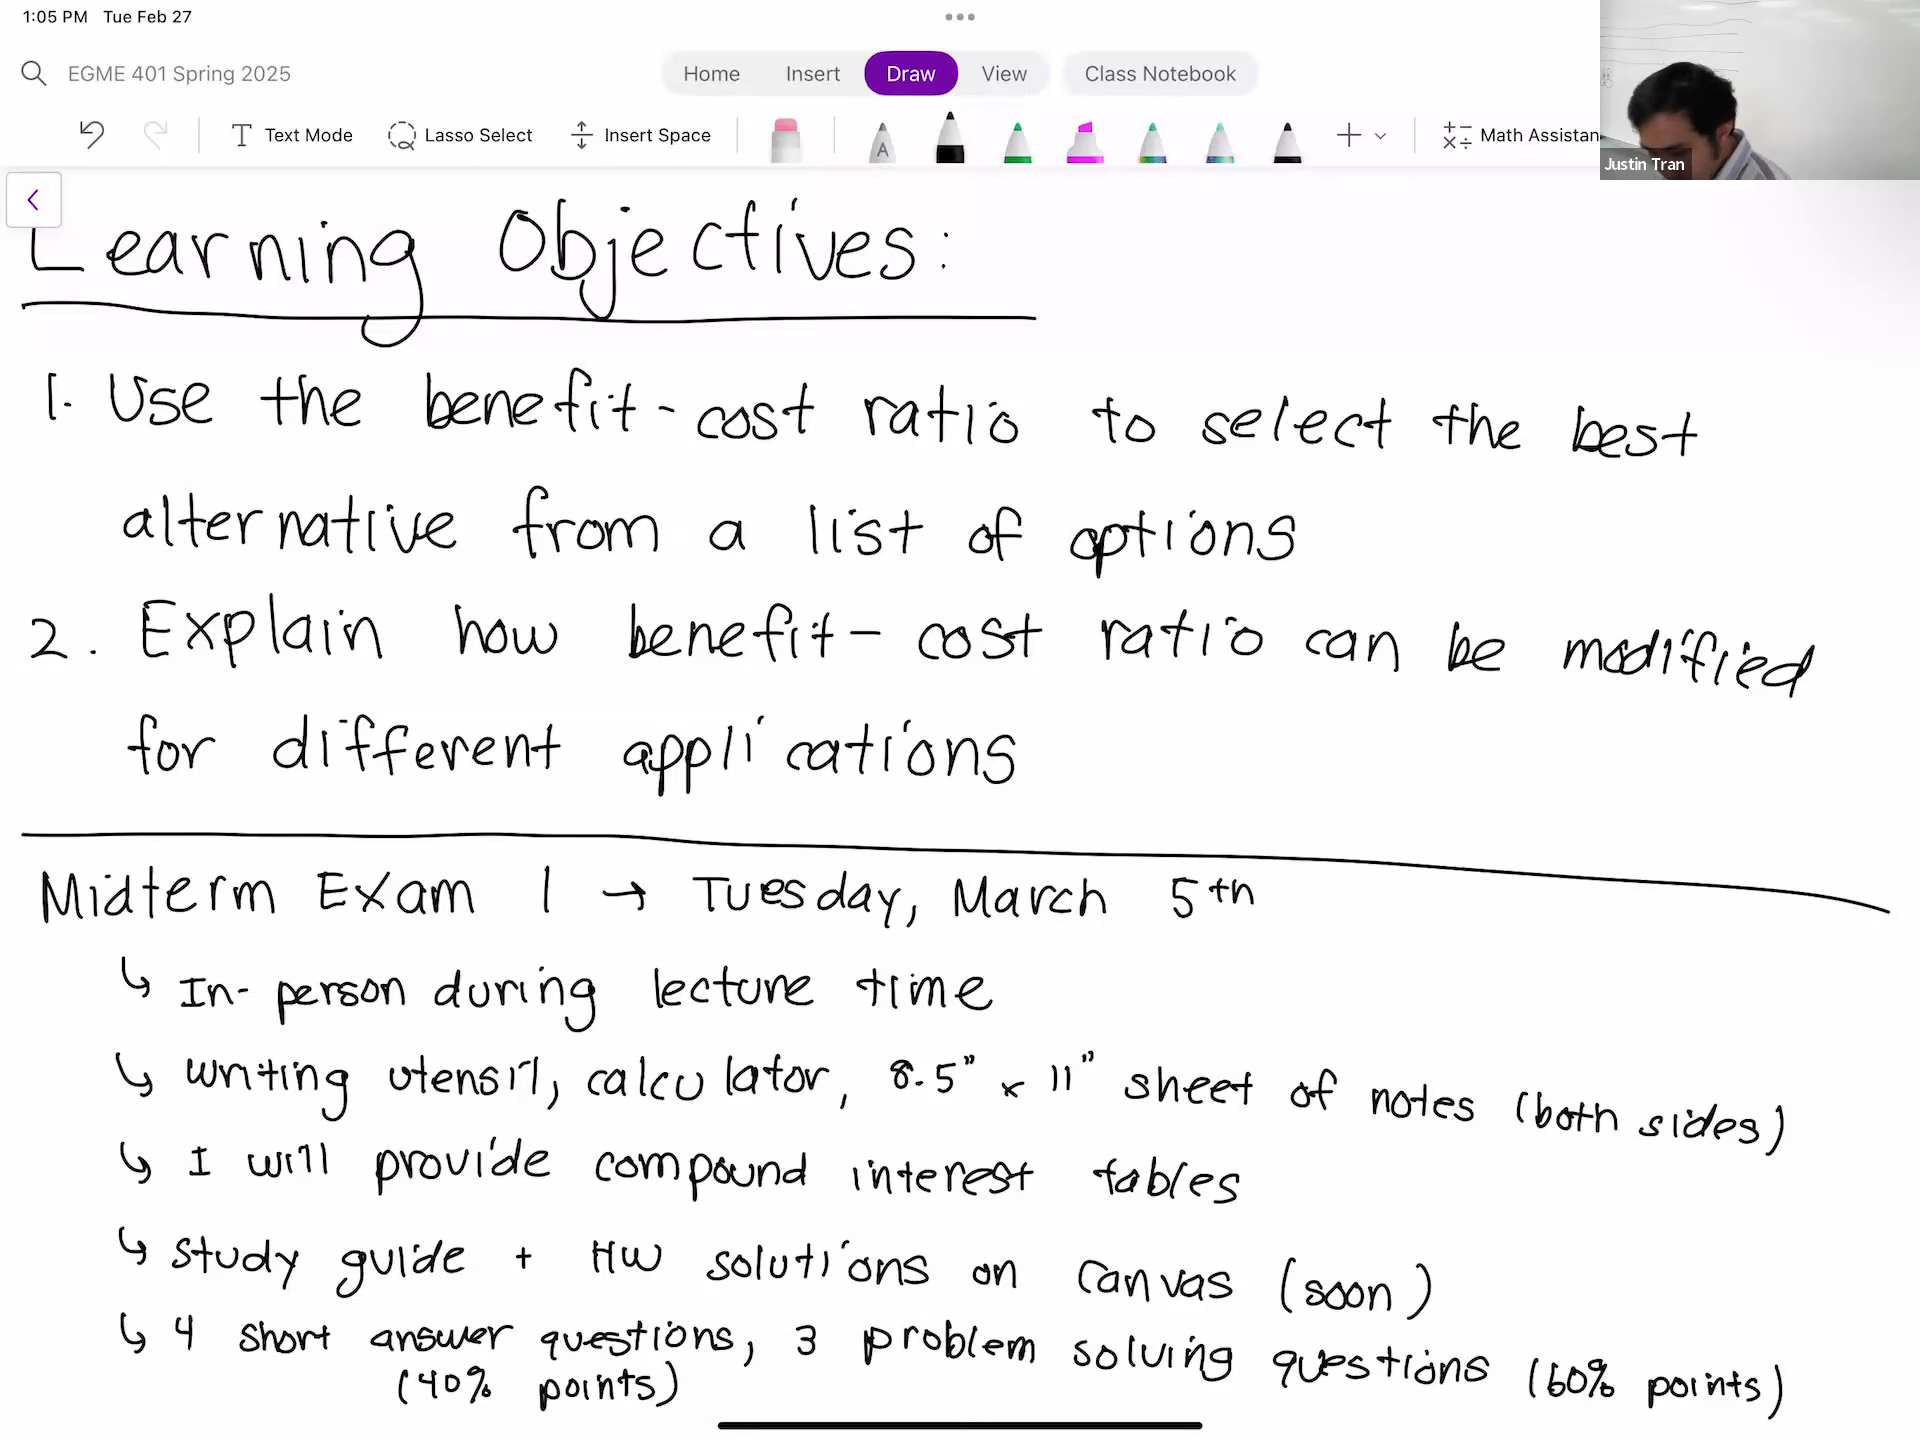 1:05 PM Tue Feb 27
EGME 401 Spring 2025
Home Insert Draw View Class Notebook
Text Mode Lasso Select Insert Space A Math Assistan
Justin Tran
Learning Objectives:
1. Use the benefit-cost ratio to select the best
alternative from a list of options
2. Explain how benefit-cost ratio can be modified
for different applications
Midterm Exam 1 → Tuesday, March 5th
↳ In-person during lecture time
↳ writing utensil, calculator, 8.5" x 11" sheet of notes (both sides)
↳ I will provide compound interest tables
↳ study guide + HW solutions on Canvas (soon)
↳ 4 short answer questions, 3 problem solving questions (60% points)
(40% points)